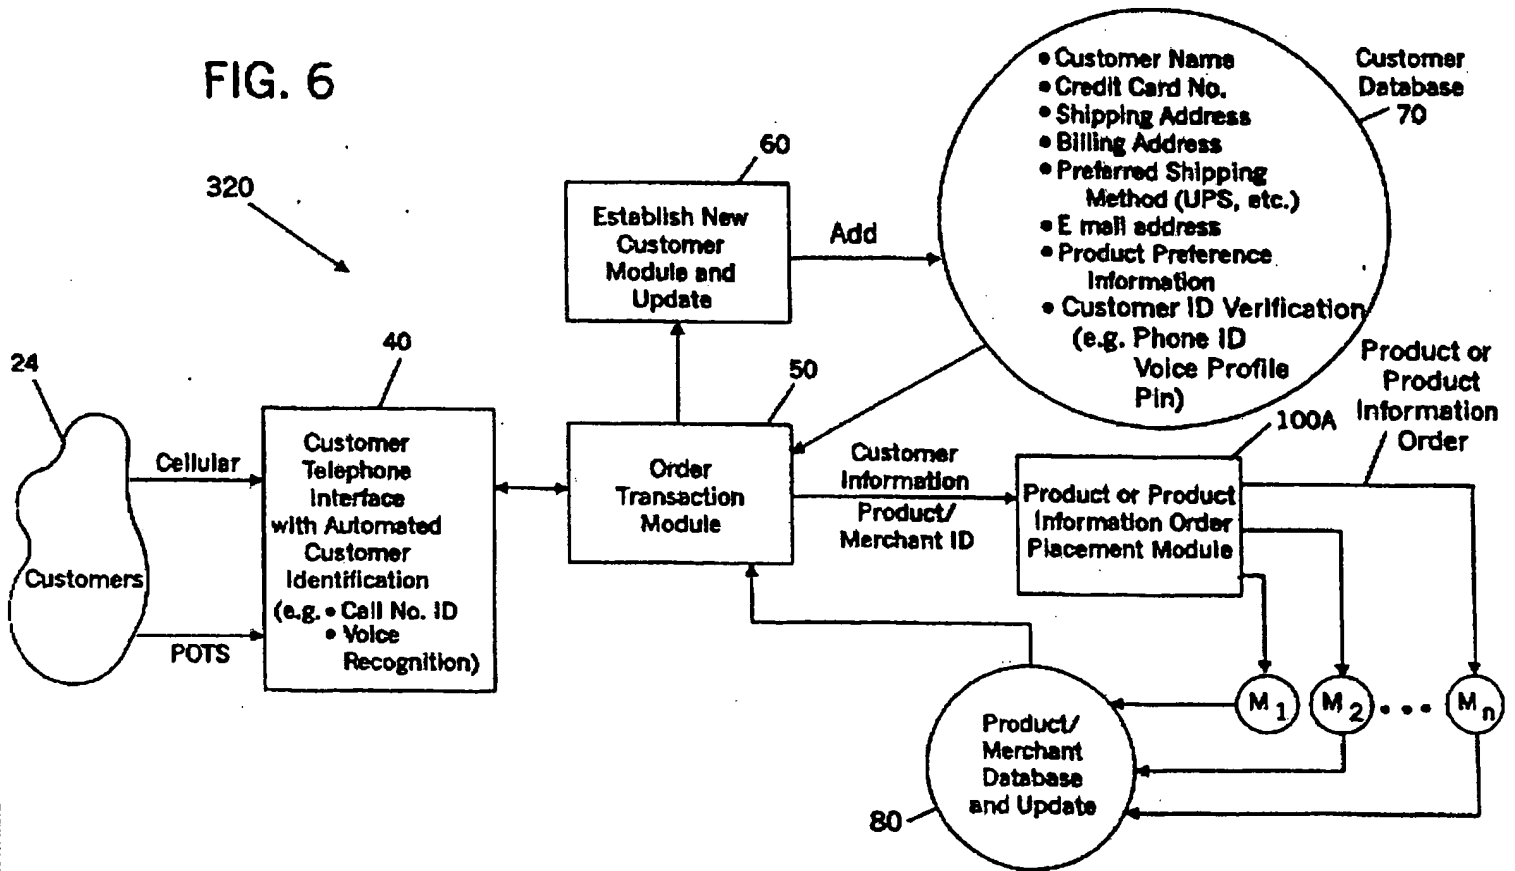 FIG. 6
320
60
Establish New
Customer
Module and
Update
Add
• Customer Name
• Credit Card No.
• Shipping Address
• Billing Address
• Preferred Shipping
Method (UPS, etc.)
• E mail address
• Product Preference
Information
• Customer ID Verification
(e.g. Phone ID
Voice Profile
Pin)
Customer
Database
70
24
Customers
Cellular
POTS
40
Customer
Telephone
Interface
with Automated
Customer
Identification
(e.g. • Call No. ID
• Voice
Recognition)
50
Order
Transaction
Module
Customer
Information
Product/
Merchant ID
100A
Product or Product
Information Order
Placement Module
Product or
Product
Information
Order
M1
M2
• • •
Mn
Product/
Merchant
Database
and Update
80